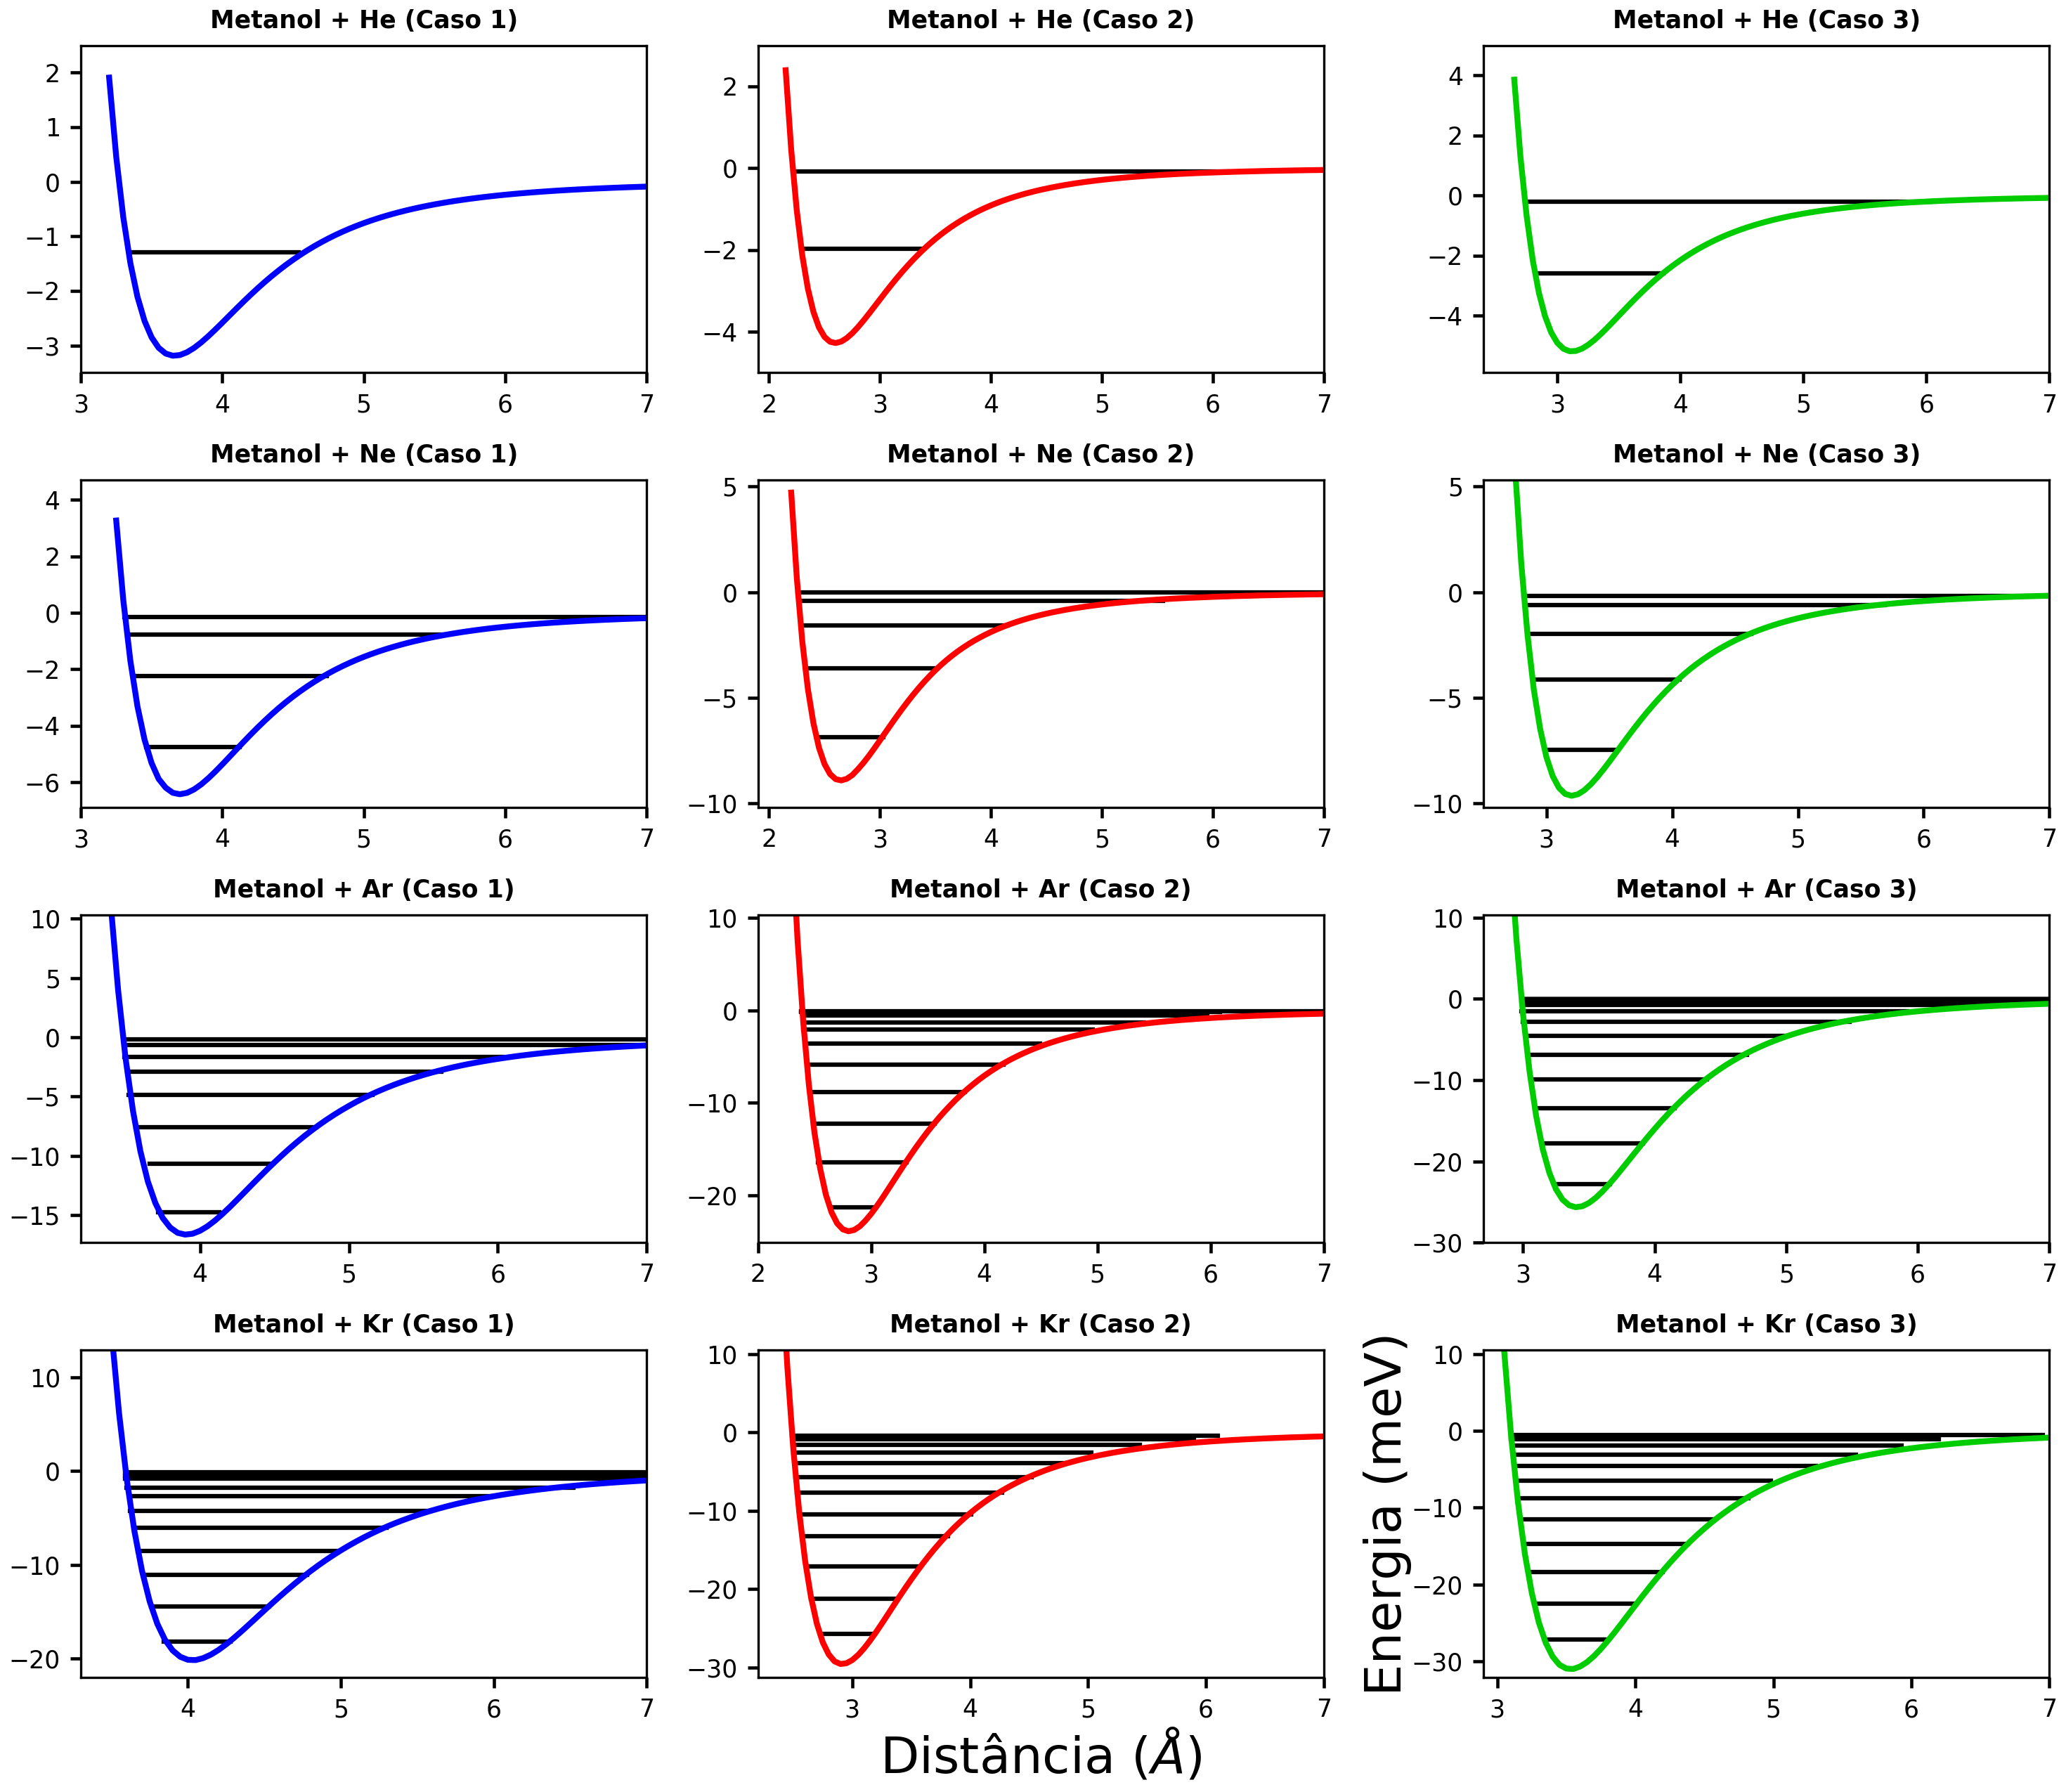 Metanol + He (Caso 1)
2
1
0
−1
−2
−3
3 4 5 6 7
Metanol + He (Caso 2)
2
0
−2
−4
2 3 4 5 6 7
Metanol + He (Caso 3)
4
2
0
−2
−4
3 4 5 6 7
Metanol + Ne (Caso 1)
4
2
0
−2
−4
−6
3 4 5 6 7
Metanol + Ne (Caso 2)
5
0
−5
−10
2 3 4 5 6 7
Metanol + Ne (Caso 3)
5
0
−5
−10
3 4 5 6 7
Metanol + Ar (Caso 1)
10
5
0
−5
−10
−15
4 5 6 7
Metanol + Ar (Caso 2)
10
0
−10
−20
2 3 4 5 6 7
Metanol + Ar (Caso 3)
10
0
−10
−20
−30
3 4 5 6 7
Metanol + Kr (Caso 1)
10
0
−10
−20
4 5 6 7
Metanol + Kr (Caso 2)
10
0
−10
−20
−30
3 4 5 6 7
Metanol + Kr (Caso 3)
Energia (meV)
10
0
−10
−20
−30
3 4 5 6 7
Distância (Å)